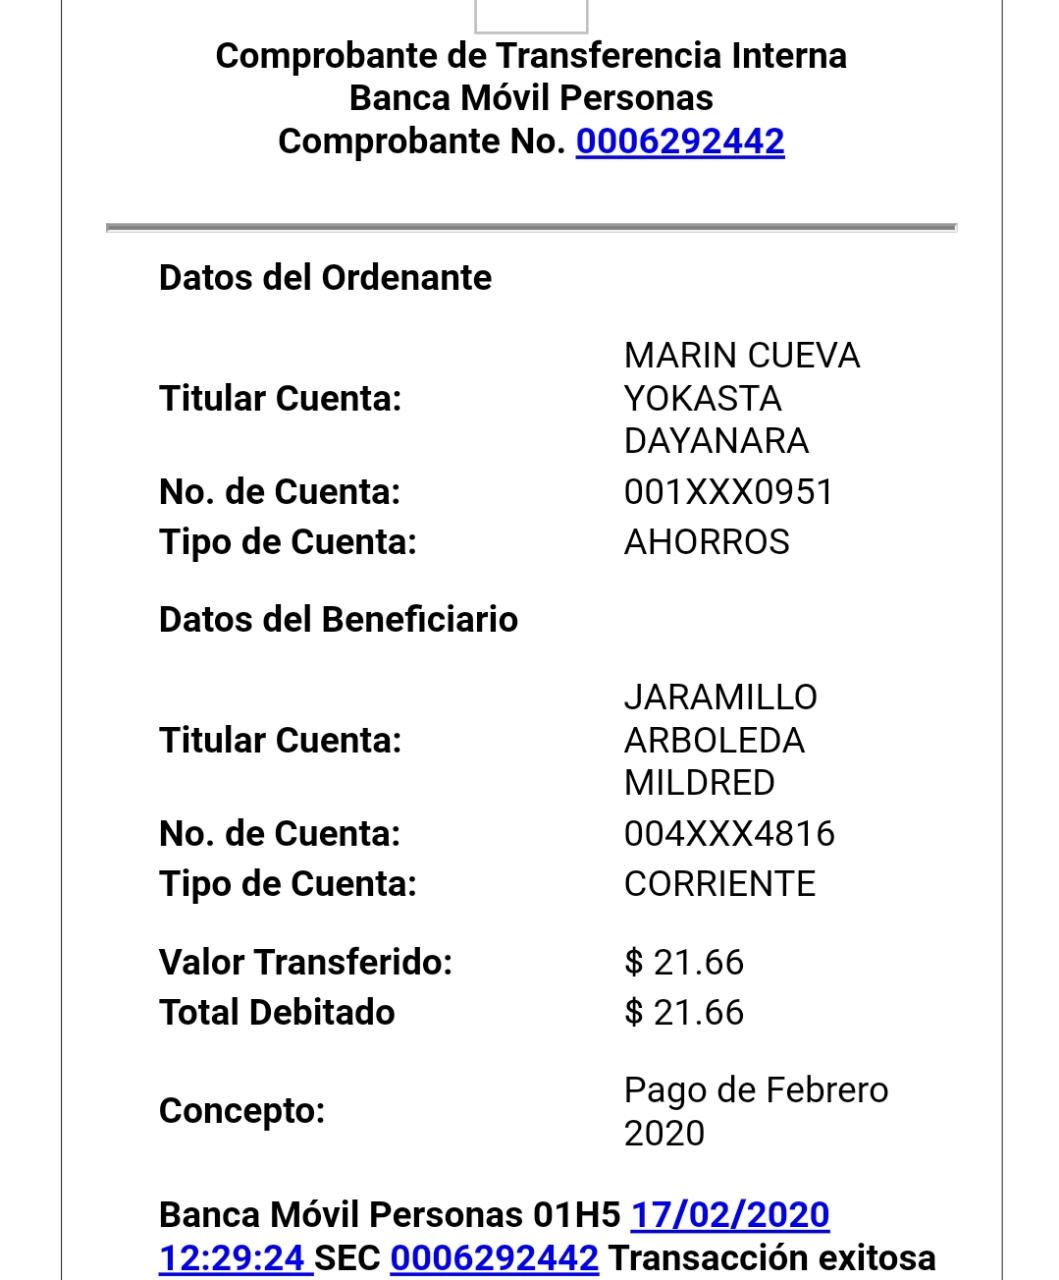 Comprobante de Transferencia Interna
Banca Móvil Personas
Comprobante No. 0006292442
Datos del Ordenante
Titular Cuenta: MARIN CUEVA
YOKASTA
DAYANARA
No. de Cuenta: 001XXX0951
Tipo de Cuenta: AHORROS
Datos del Beneficiario
Titular Cuenta: JARAMILLO
ARBOLEDA
MILDRED
No. de Cuenta: 004XXX4816
Tipo de Cuenta: CORRIENTE
Valor Transferido: $ 21.66
Total Debitado $ 21.66
Concepto: Pago de Febrero
2020
Banca Móvil Personas 01H5 17/02/2020
12:29:24 SEC 0006292442 Transacción exitosa